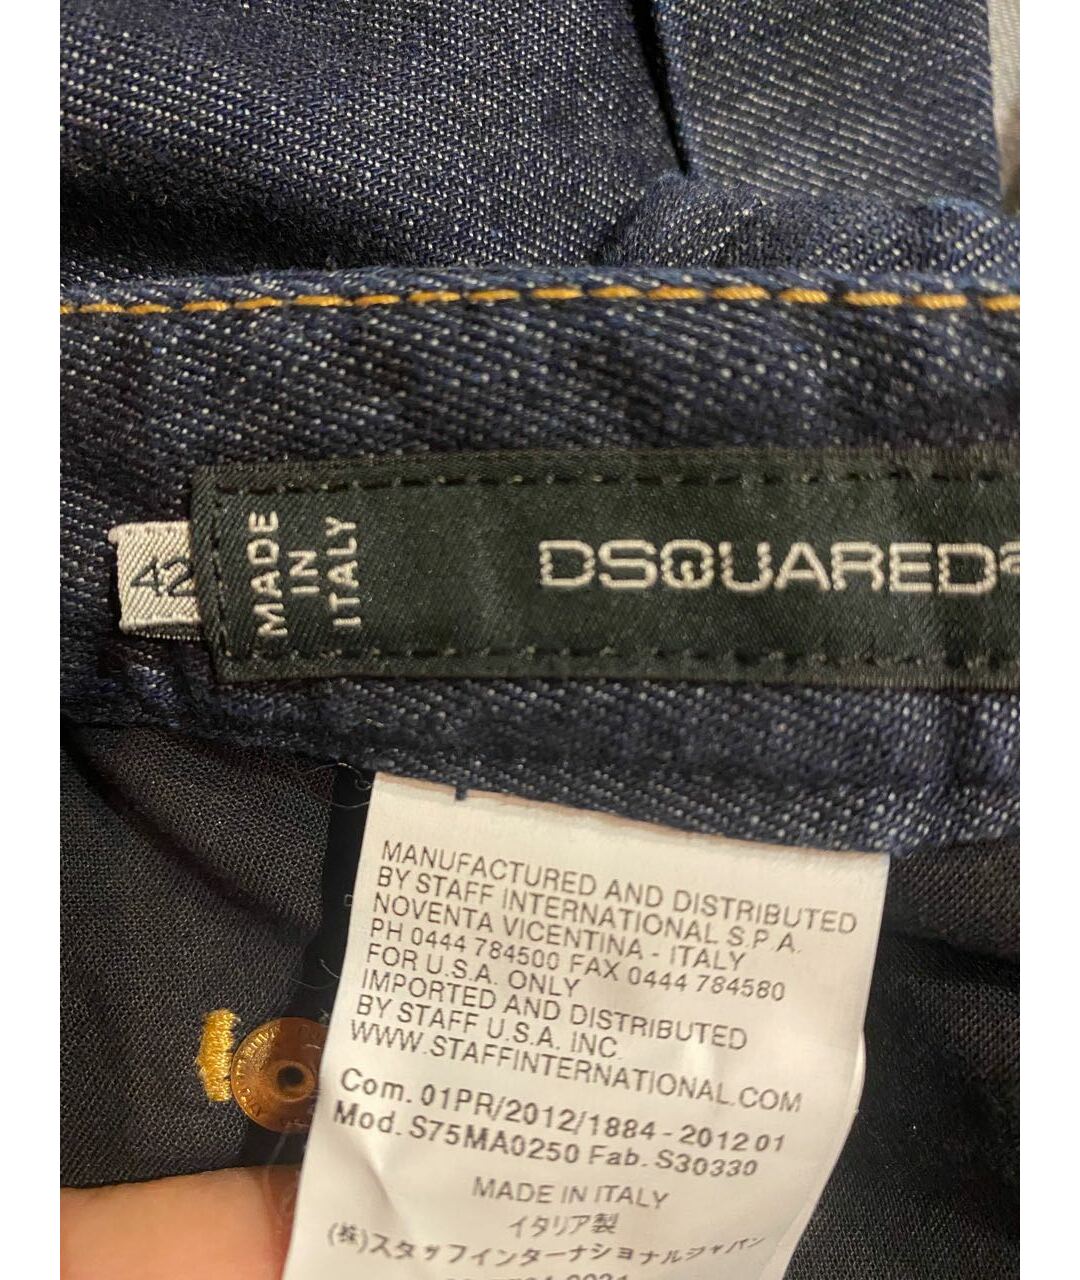 42
MADE
IN
ITALY
DSQUARED2
MANUFACTURED AND DISTRIBUTED
BY STAFF INTERNATIONAL S.P.A.
NOVENTA VICENTINA - ITALY
PH 0444 784500 FAX 0444 784580
FOR U.S.A. ONLY
IMPORTED AND DISTRIBUTED
BY STAFF U.S.A. INC.
WWW.STAFFINTERNATIONAL.COM
Com. 01PR/2012/1884 - 2012 01
Mod. S75MA0250 Fab. S30330
MADE IN ITALY
イタリア製
(株)スタッフインターナショナルジャパン